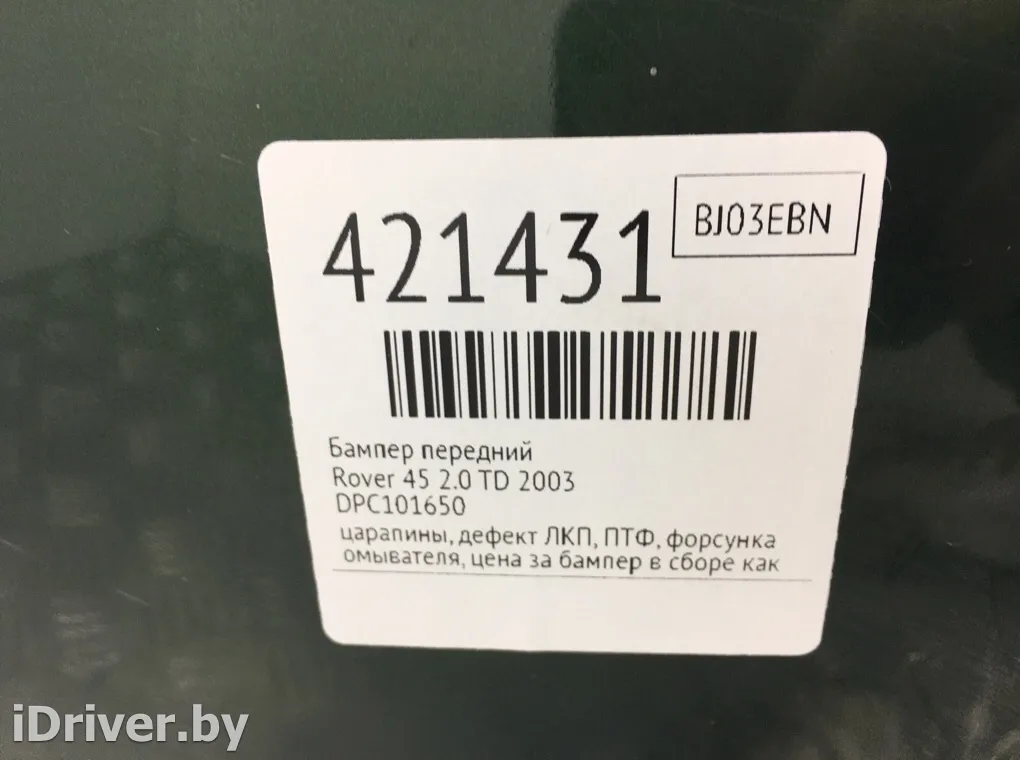 421431
BJ03EBN
Бампер передний
Rover 45 2.0 TD 2003
DPC101650
царапины, дефект ЛКП, ПТФ, форсунка
омывателя, цена за бампер в сборе как
iDriver.by